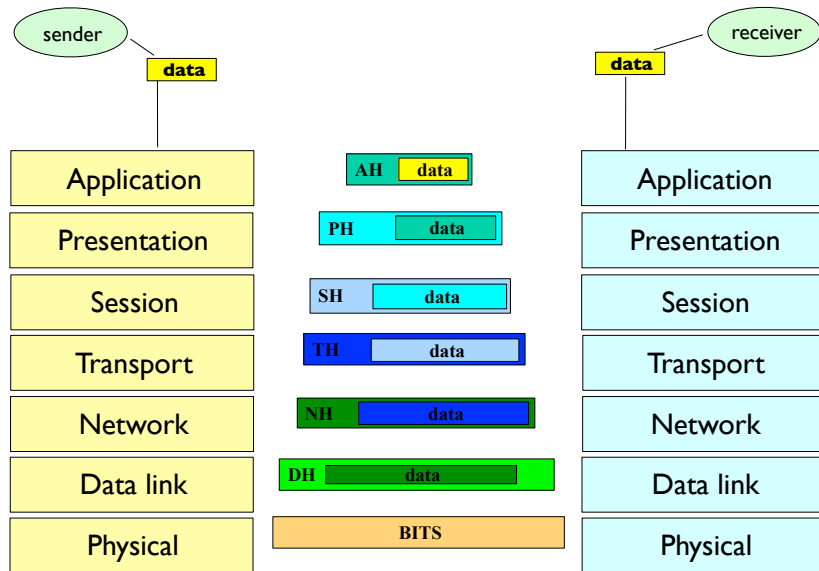 sender
receiver
data
data
Application
AH data
Application
Presentation
PH data
Presentation
Session
SH data
Session
Transport
TH data
Transport
Network
NH data
Network
Data link
DH data
Data link
Physical
BITS
Physical